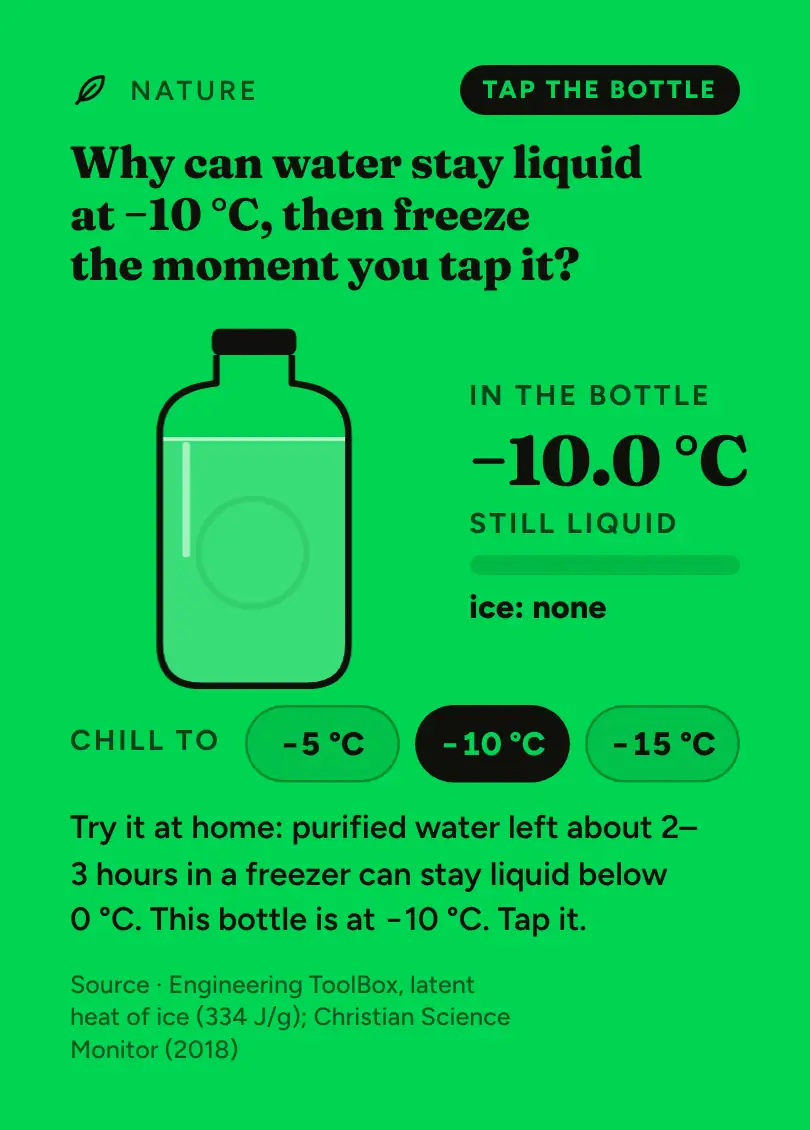 NATURE
TAP THE BOTTLE
Why can water stay liquid
at −10 °C, then freeze
the moment you tap it?
IN THE BOTTLE
−10.0 °C
STILL LIQUID
ice: none
CHILL TO
−5 °C
−10 °C
−15 °C
Try it at home: purified water left about 2–
3 hours in a freezer can stay liquid below
0 °C. This bottle is at −10 °C. Tap it.
Source · Engineering ToolBox, latent
heat of ice (334 J/g); Christian Science
Monitor (2018)